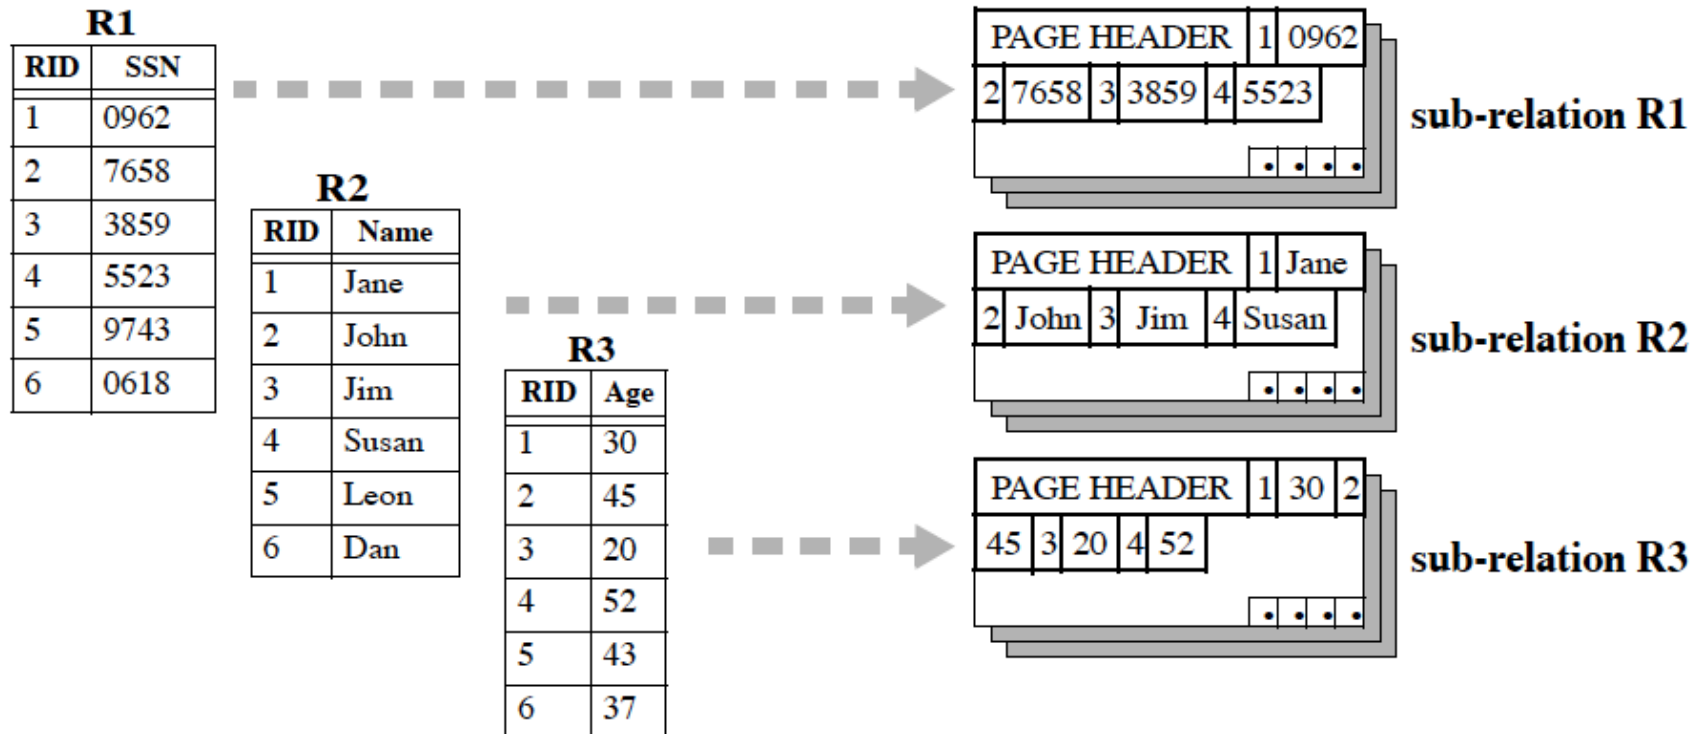 R1
RID SSN
1 0962
2 7658
3 3859
4 5523
5 9743
6 0618
R2
RID Name
1 Jane
2 John
3 Jim
4 Susan
5 Leon
6 Dan
R3
RID Age
1 30
2 45
3 20
4 52
5 43
6 37
PAGE HEADER 1 0962
2 7658 3 3859 4 5523
sub-relation R1
PAGE HEADER 1 Jane
2 John 3 Jim 4 Susan
sub-relation R2
PAGE HEADER 1 30 2
45 3 20 4 52
sub-relation R3